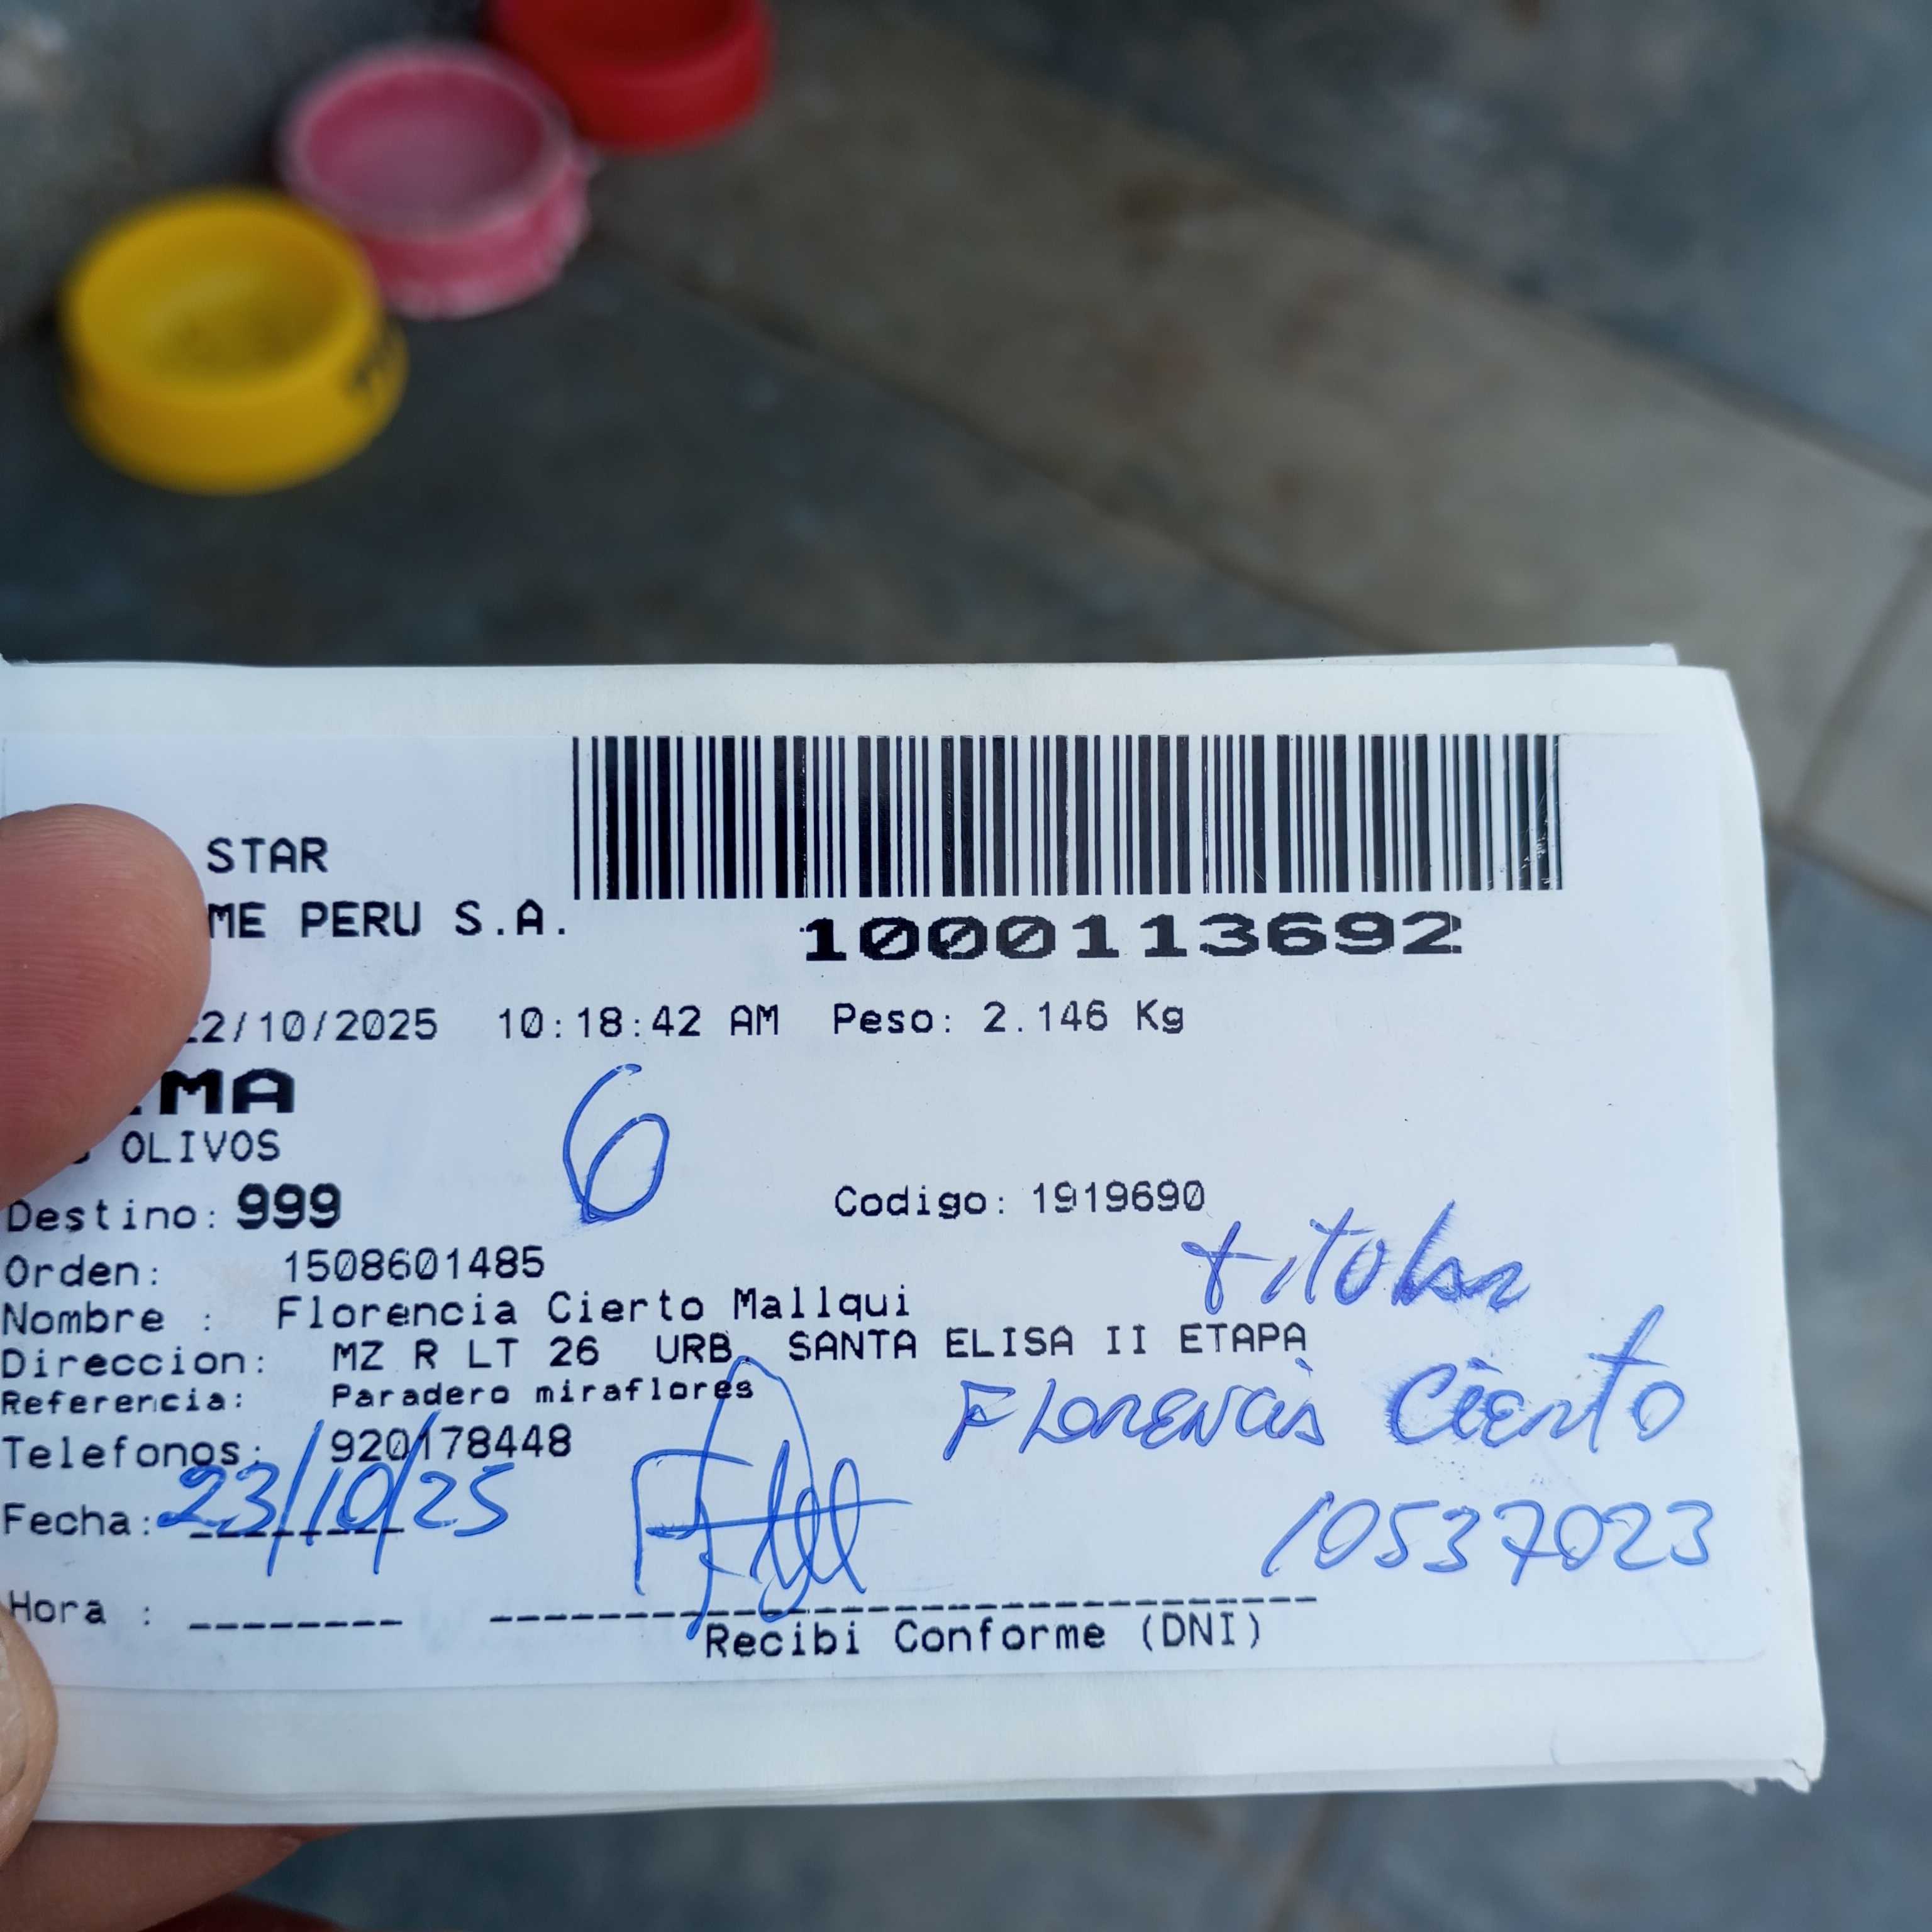 STAR
ME PERU S.A.
1000113692
22/10/2025 10:18:42 AM Peso: 2.146 Kg
MA
OLIVOS
6
Destino: 999 Codigo: 1919690
titular
Orden: 1508601485
Nombre : Florencia Cierto Mallqui
Direccion: MZ R LT 26 URB. SANTA ELISA II ETAPA
Referencia: Paradero miraflores
Florencia Cierto
Telefonos: 920178448
Fecha: 23/10/25
10537023
Hora :
Recibi Conforme (DNI)